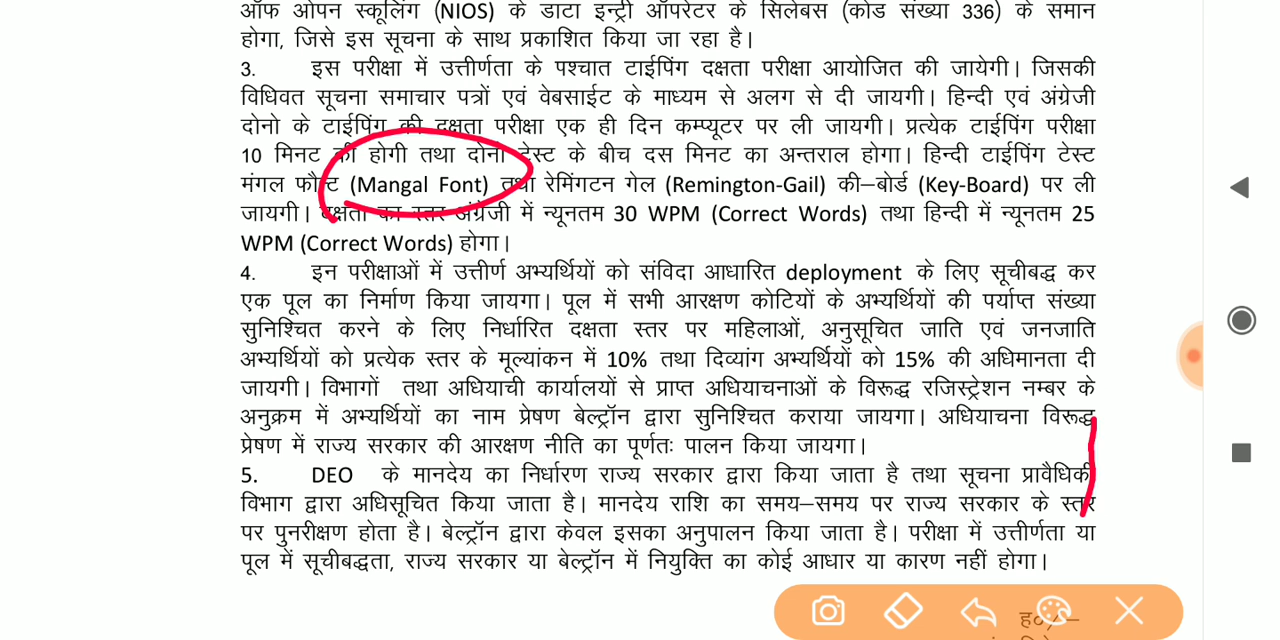 ऑफ ओपन स्कूलिंग (NIOS) के डाटा इन्ट्री ऑपरेटर के सिलेबस (कोड संख्या 336) के समान
होगा, जिसे इस सूचना के साथ प्रकाशित किया जा रहा है।
3. इस परीक्षा में उत्तीर्णता के पश्चात टाईपिंग दक्षता परीक्षा आयोजित की जायेगी। जिसकी
विधिवत सूचना समाचार पत्रों एवं वेबसाईट के माध्यम से अलग से दी जायगी। हिन्दी एवं अंग्रेजी
दोनो के टाईपिंग की दक्षता परीक्षा एक ही दिन कम्प्यूटर पर ली जायगी। प्रत्येक टाईपिंग परीक्षा
10 मिनट की होगी तथा दोनो टेस्ट के बीच दस मिनट का अन्तराल होगा। हिन्दी टाईपिंग टेस्ट
मंगल फौन्ट (Mangal Font) तथा रेमिंगटन गेल (Remington-Gail) की–बोर्ड (Key-Board) पर ली
जायगी। दक्षता का स्तर अंग्रेजी में न्यूनतम 30 WPM (Correct Words) तथा हिन्दी में न्यूनतम 25
WPM (Correct Words) होगा।
4. इन परीक्षाओं में उत्तीर्ण अभ्यर्थियों को संविदा आधारित deployment के लिए सूचीबद्ध कर
एक पूल का निर्माण किया जायगा। पूल में सभी आरक्षण कोटियों के अभ्यर्थियों की पर्याप्त संख्या
सुनिश्चित करने के लिए निर्धारित दक्षता स्तर पर महिलाओं, अनुसूचित जाति एवं जनजाति
अभ्यर्थियों को प्रत्येक स्तर के मूल्यांकन में 10% तथा दिव्यांग अभ्यर्थियों को 15% की अधिमानता दी
जायगी। विभागों तथा अधियाची कार्यालयों से प्राप्त अधियाचनाओं के विरूद्ध रजिस्ट्रेशन नम्बर के
अनुक्रम में अभ्यर्थियों का नाम प्रेषण बेल्ट्रॉन द्वारा सुनिश्चित कराया जायगा। अधियाचना विरूद्ध
प्रेषण में राज्य सरकार की आरक्षण नीति का पूर्णतः पालन किया जायगा।
5. DEO के मानदेय का निर्धारण राज्य सरकार द्वारा किया जाता है तथा सूचना प्रावैधिकी
विभाग द्वारा अधिसूचित किया जाता है। मानदेय राशि का समय–समय पर राज्य सरकार के स्तर
पर पुनरीक्षण होता है। बेल्ट्रॉन द्वारा केवल इसका अनुपालन किया जाता है। परीक्षा में उत्तीर्णता या
पूल में सूचीबद्धता, राज्य सरकार या बेल्ट्रॉन में नियुक्ति का कोई आधार या कारण नहीं होगा।
ह०/–